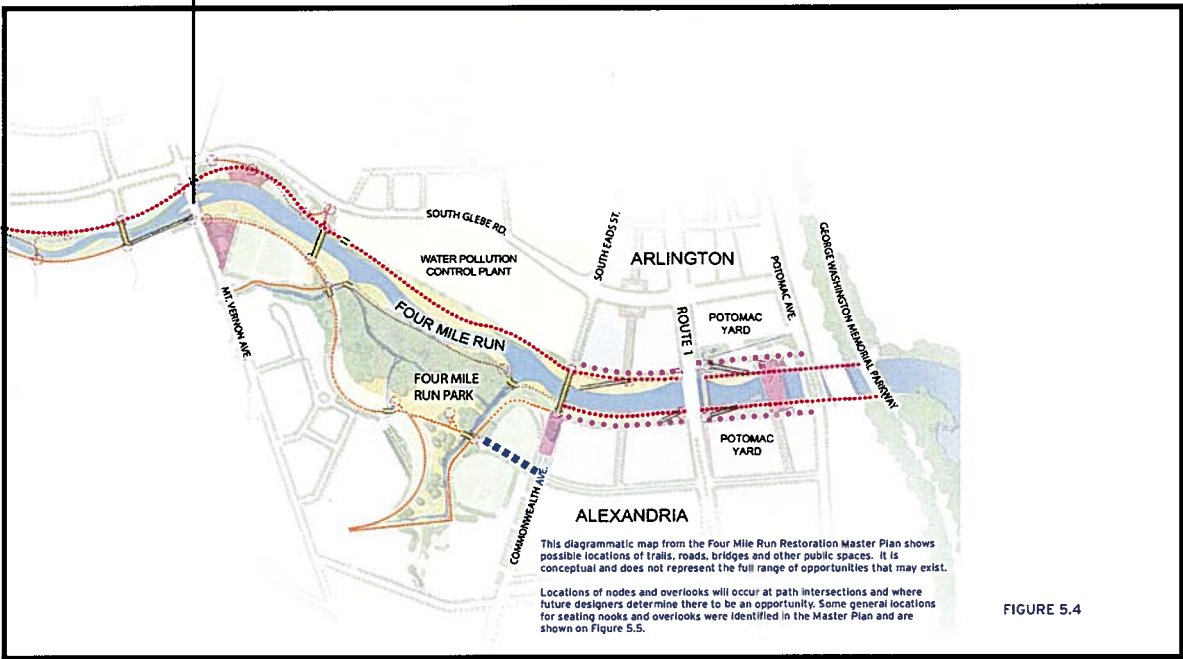 SOUTH GLEBE RD.
SOUTH EADS ST.
ARLINGTON
WATER POLLUTION
CONTROL PLANT
GEORGE WASHINGTON MEMORIAL PARKWAY
POTOMAC AVE.
MT. VERNON AVE.
FOUR MILE RUN
ROUTE 1
POTOMAC
YARD
FOUR MILE
RUN PARK
POTOMAC
YARD
COMMONWEALTH AVE.
ALEXANDRIA
This diagrammatic map from the Four Mile Run Restoration Master Plan shows
possible locations of trails, roads, bridges and other public spaces. It is
conceptual and does not represent the full range of opportunities that may exist.
Locations of nodes and overlooks will occur at path intersections and where
future designers determine there to be an opportunity. Some general locations
for seating nooks and overlooks were identified in the Master Plan and are
shown on Figure 5.5.
FIGURE 5.4